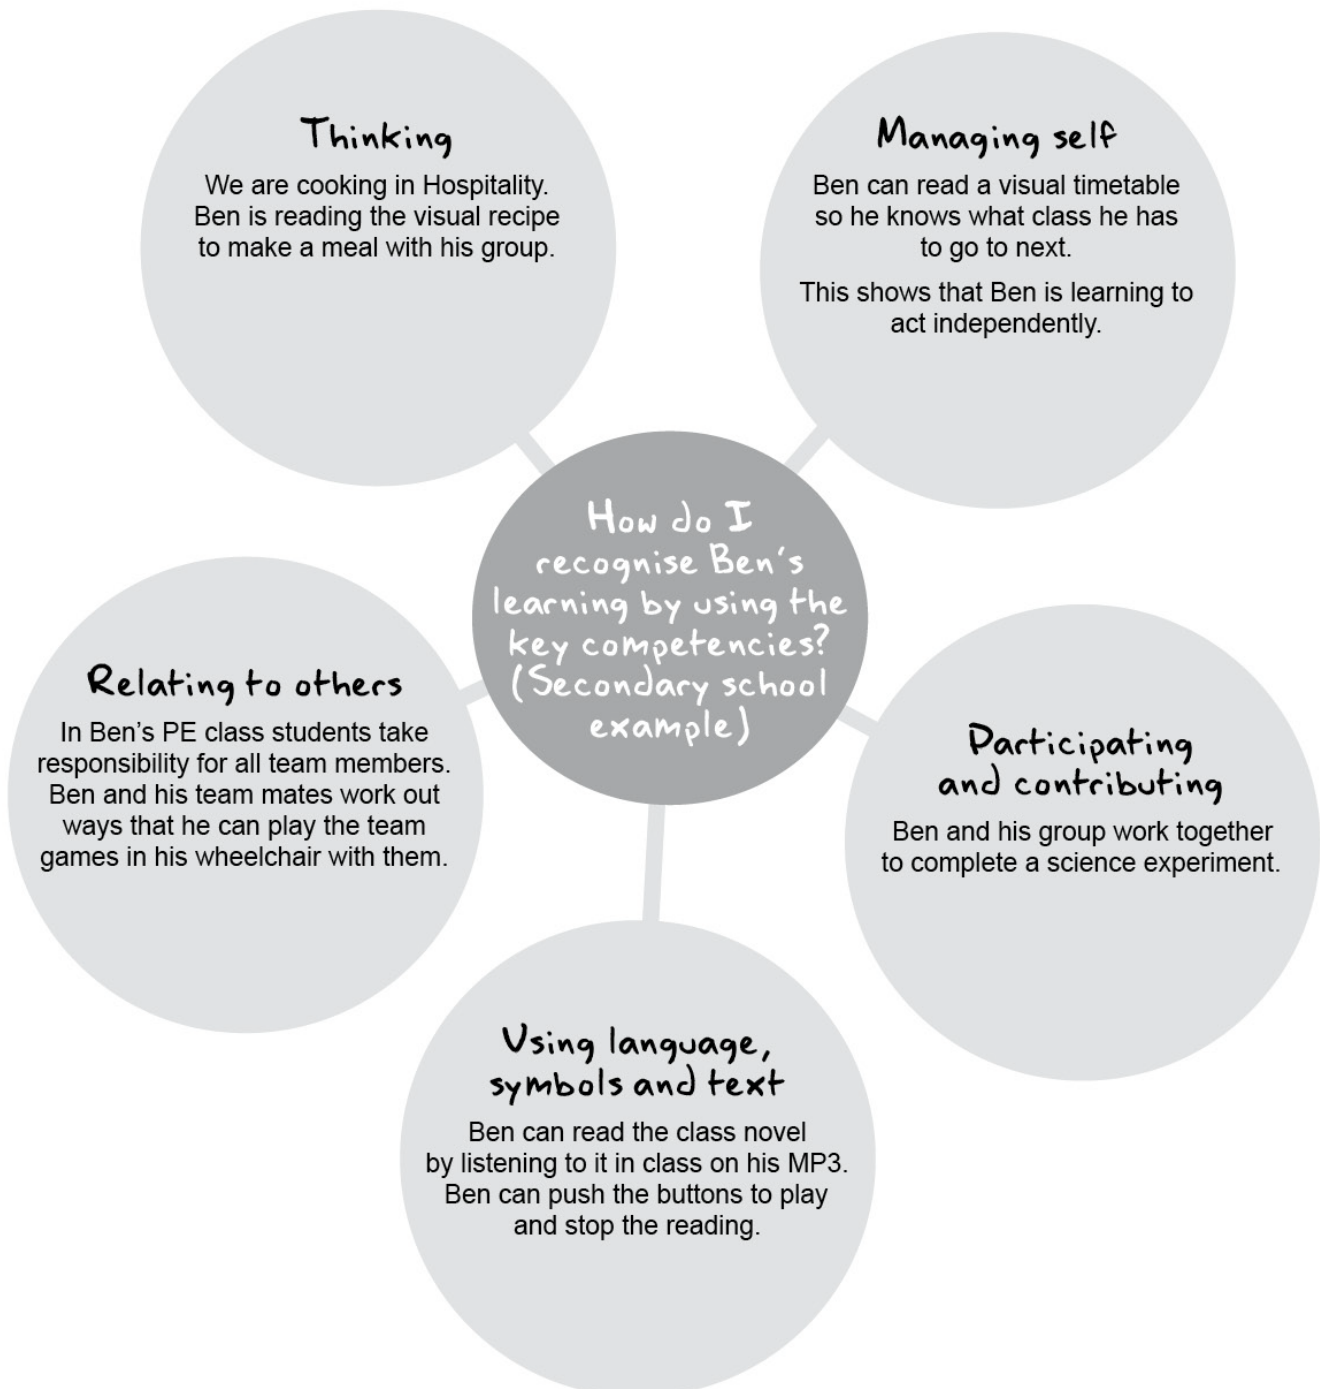 Thinking
We are cooking in Hospitality.
Ben is reading the visual recipe
to make a meal with his group.
Managing self
Ben can read a visual timetable
so he knows what class he has
to go to next.
This shows that Ben is learning to
act independently.
How do I
recognise Ben's
learning by using the
key competencies?
(Secondary school
example)
Relating to others
In Ben's PE class students take
responsibility for all team members.
Ben and his team mates work out
ways that he can play the team
games in his wheelchair with them.
Participating
and contributing
Ben and his group work together
to complete a science experiment.
Using language,
symbols and text
Ben can read the class novel
by listening to it in class on his MP3.
Ben can push the buttons to play
and stop the reading.